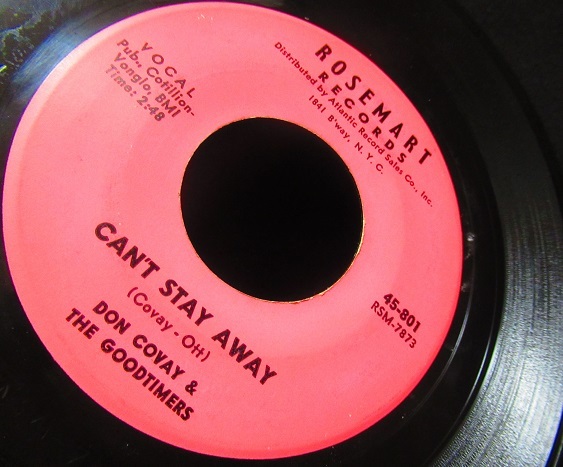 VOCAL
Pub., Cotillion-
Vonglo, BMI
Time: 2:48
ROSEMART
RECORDS
Distributed by Atlantic Record Sales Co., Inc.
1841 B'way, N. Y. C.
45-801
RSM-7873
CAN'T STAY AWAY
(Covay - Ott)
DON COVAY &
THE GOODTIMERS